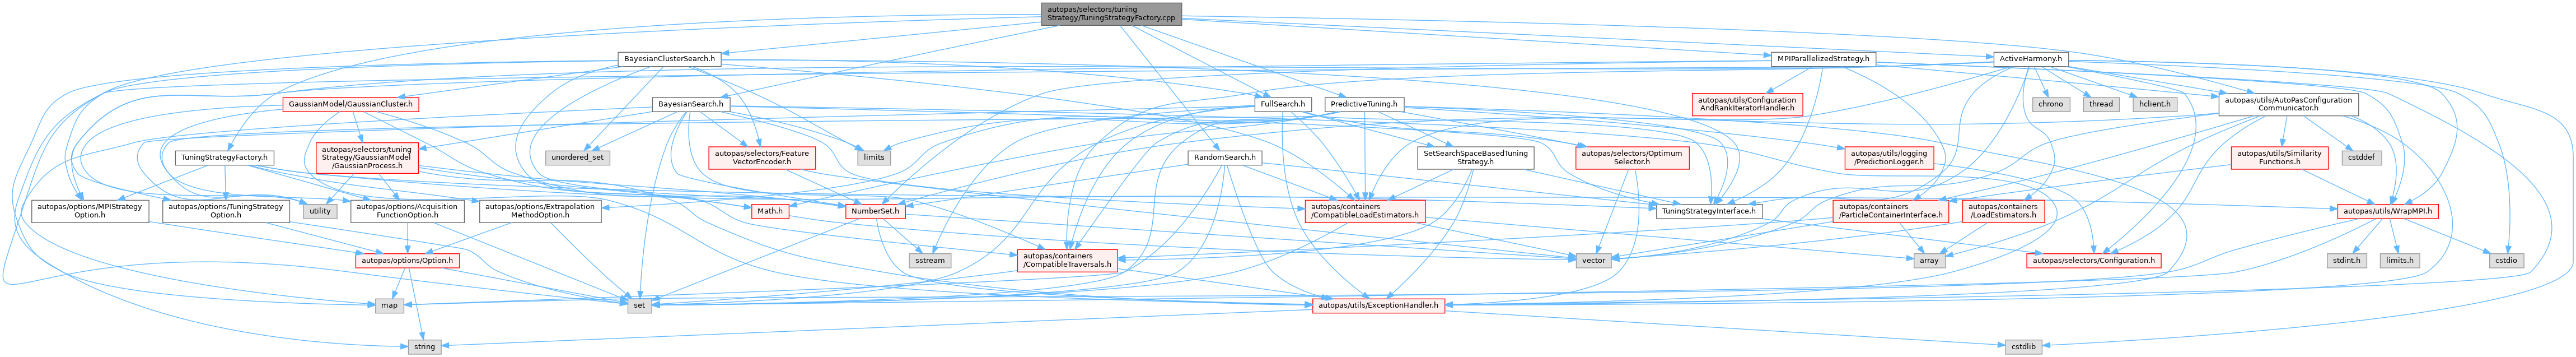 autopas/selectors/tuning
Strategy/TuningStrategyFactory.cpp
BayesianClusterSearch.h
MPIParallelizedStrategy.h
ActiveHarmony.h
GaussianModel/GaussianCluster.h
BayesianSearch.h
FullSearch.h
PredictiveTuning.h
autopas/utils/Configuration
AndRankIteratorHandler.h
chrono
thread
hclient.h
autopas/utils/AutoPasConfiguration
Communicator.h
TuningStrategyFactory.h
autopas/selectors/tuning
Strategy/GaussianModel
/GaussianProcess.h
unordered_set
autopas/selectors/Feature
VectorEncoder.h
limits
RandomSearch.h
SetSearchSpaceBasedTuning
Strategy.h
autopas/selectors/Optimum
Selector.h
autopas/utils/logging
/PredictionLogger.h
autopas/utils/Similarity
Functions.h
cstddef
autopas/options/MPIStrategy
Option.h
autopas/options/TuningStrategy
Option.h
utility
autopas/options/Acquisition
FunctionOption.h
autopas/options/Extrapolation
MethodOption.h
Math.h
NumberSet.h
autopas/containers
/CompatibleLoadEstimators.h
TuningStrategyInterface.h
autopas/containers
/ParticleContainerInterface.h
autopas/containers
/LoadEstimators.h
autopas/utils/WrapMPI.h
autopas/options/Option.h
sstream
autopas/containers
/CompatibleTraversals.h
vector
array
autopas/selectors/Configuration.h
stdint.h
limits.h
cstdio
map
set
autopas/utils/ExceptionHandler.h
string
cstdlib